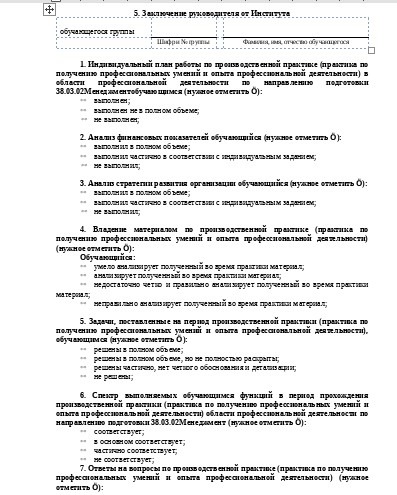 5. Заключение руководителя от Института
обучающегося группы
Шифр и № группы
Фамилия, имя, отчество обучающегося
1. Индивидуальный план работы по производственной практике (практика по
получению профессиональных умений и опыта профессиональной деятельности) в
области профессиональной деятельности по направлению подготовки
38.03.02Менеджментобучающимся (нужное отметить Ö):
выполнен;
выполнен не в полном объеме;
не выполнен;
2. Анализ финансовых показателей обучающийся (нужное отметить Ö):
выполнил в полном объеме;
выполнил частично в соответствии с индивидуальным заданием;
не выполнил;
3. Анализ стратегии развития организации обучающийся (нужное отметить Ö):
выполнил в полном объеме;
выполнил частично в соответствии с индивидуальным заданием;
не выполнил;
4. Владение материалом по производственной практике (практика по
получению профессиональных умений и опыта профессиональной деятельности)
(нужное отметить Ö):
Обучающийся:
умело анализирует полученный во время практики материал;
анализирует полученный во время практики материал;
недостаточно четко и правильно анализирует полученный во время практики
материал;
неправильно анализирует полученный во время практики материал;
5. Задачи, поставленные на период производственной практики (практика по
получению профессиональных умений и опыта профессиональной деятельности),
обучающимся (нужное отметить Ö):
решены в полном объеме;
решены в полном объеме, но не полностью раскрыты;
решены частично, нет четкого обоснования и детализации;
не решены;
6. Спектр выполняемых обучающимся функций в период прохождения
производственной практики (практика по получению профессиональных умений и
опыта профессиональной деятельности) области профессиональной деятельности по
направлению подготовки 38.03.02Менеджмент (нужное отметить Ö):
соответствует;
в основном соответствует;
частично соответствует;
не соответствует;
7. Ответы на вопросы по производственной практике (практика по получению
профессиональных умений и опыта профессиональной деятельности) (нужное
отметить Ö):